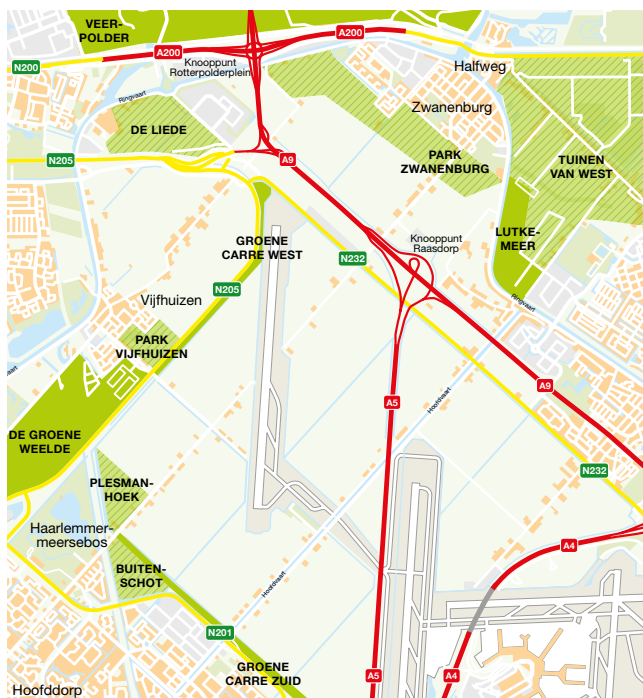 VEER-
POLDER
A200
A200
N200
Knooppunt
Rotterpolderplein
Halfweg
Ringvaart
Zwanenburg
DE LIEDE
N205
A9
PARK
ZWANENBURG
TUINEN
VAN WEST
GROENE
CARRE WEST
N232
Knooppunt
Raasdorp
LUTKE-
MEER
N205
Vijfhuizen
Ringvaart
PARK
VIJFHUIZEN
vaart
A9
A5
Hoofdvaart
DE GROENE
WEELDE
N232
PLESMAN-
HOEK
Haarlemmer-
meersebos
A4
BUITEN-
SCHOT
Hoofdvaart
N201
GROENE
CARRE ZUID
A5
A4
Hoofddorp